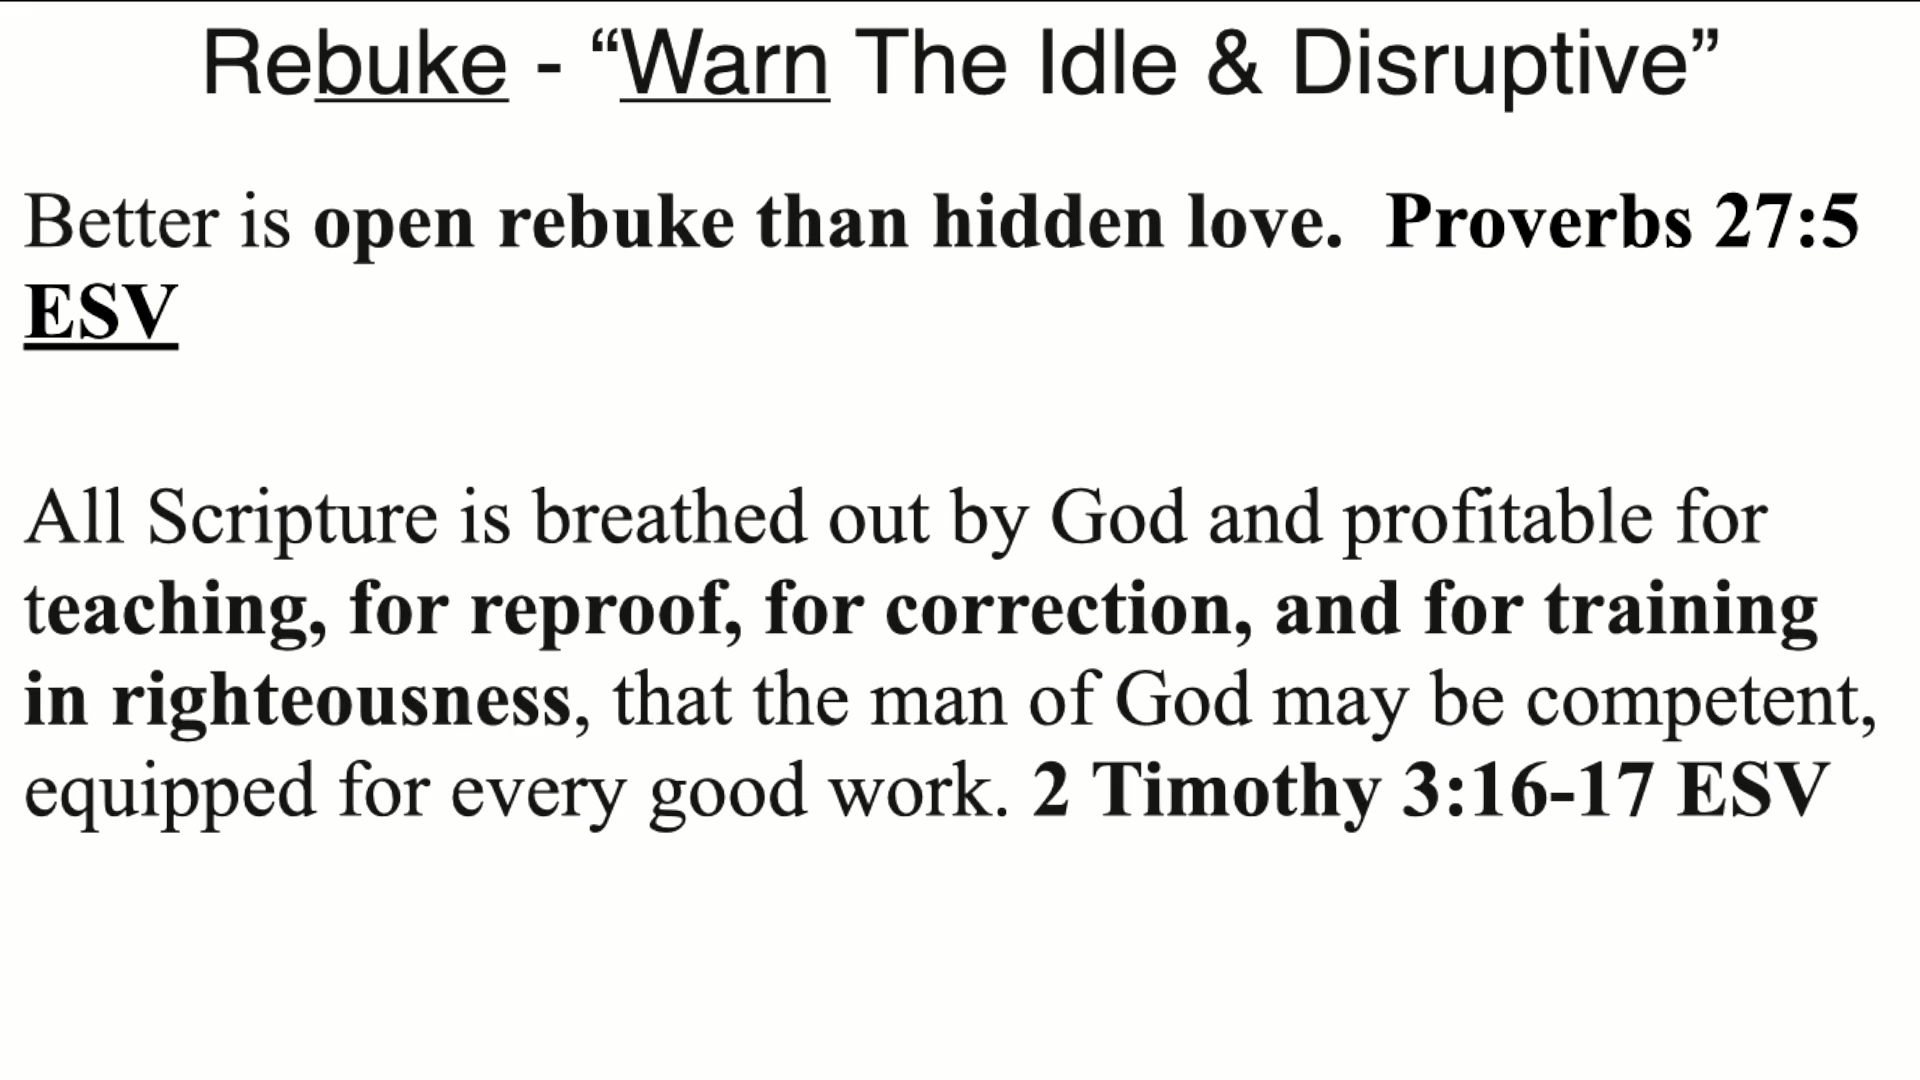 Rebuke - “Warn The Idle & Disruptive”
Better is open rebuke than hidden love. Proverbs 27:5
ESV
All Scripture is breathed out by God and profitable for
teaching, for reproof, for correction, and for training
in righteousness, that the man of God may be competent,
equipped for every good work. 2 Timothy 3:16-17 ESV